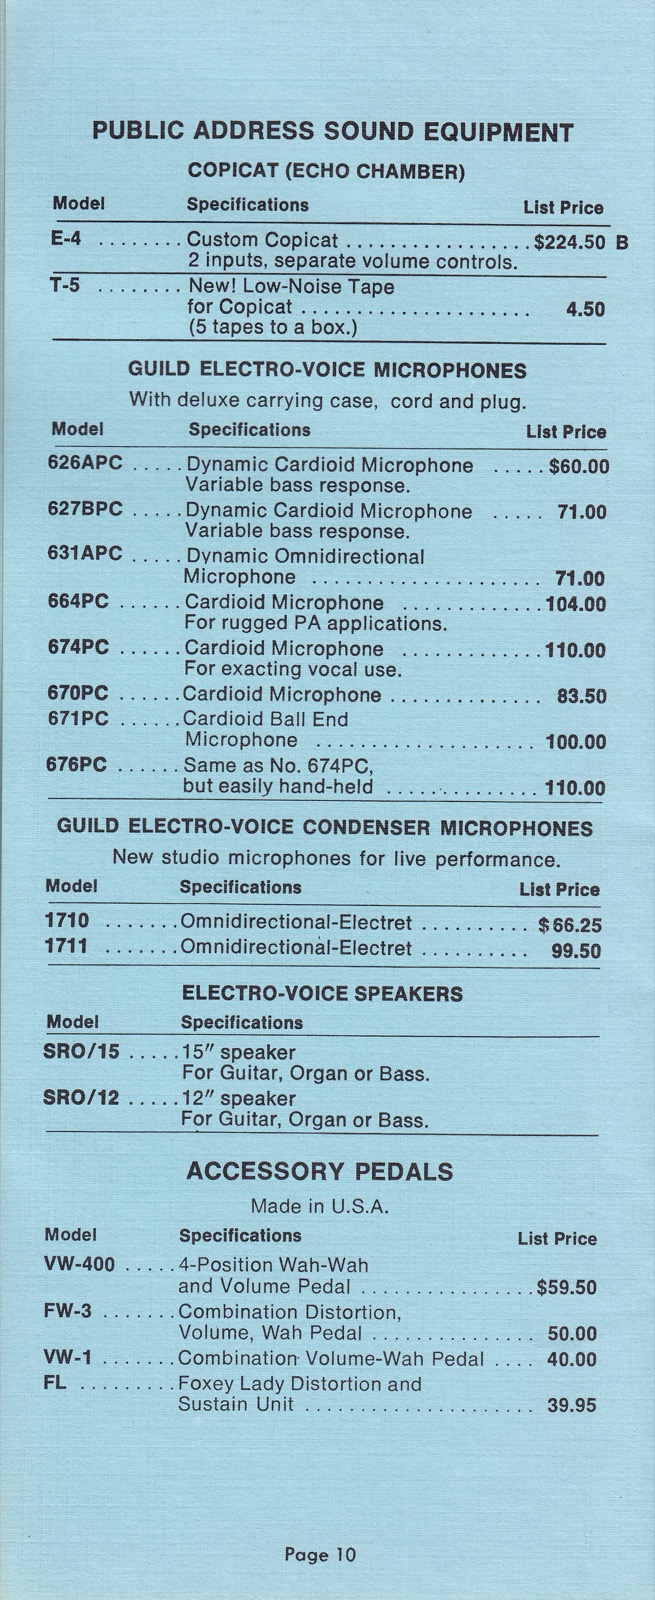 PUBLIC ADDRESS SOUND EQUIPMENT
COPICAT (ECHO CHAMBER)
Model Specifications List Price
E-4 ........ Custom Copicat .................. $224.50 B
2 inputs, separate volume controls.
T-5 ........ New! Low-Noise Tape
for Copicat ...................... 4.50
(5 tapes to a box.)
GUILD ELECTRO-VOICE MICROPHONES
With deluxe carrying case, cord and plug.
Model Specifications List Price
626APC ..... Dynamic Cardioid Microphone ..... $60.00
Variable bass response.
627BPC ..... Dynamic Cardioid Microphone ..... 71.00
Variable bass response.
631APC ..... Dynamic Omnidirectional
Microphone ...................... 71.00
664PC ...... Cardioid Microphone ............. 104.00
For rugged PA applications.
674PC ...... Cardioid Microphone ............. 110.00
For exacting vocal use.
670PC ...... Cardioid Microphone .............. 83.50
671PC ...... Cardioid Ball End
Microphone ..................... 100.00
676PC ...... Same as No. 674PC,
but easily hand-held ............... 110.00
GUILD ELECTRO-VOICE CONDENSER MICROPHONES
New studio microphones for live performance.
Model Specifications List Price
1710 ....... Omnidirectional-Electret .......... $66.25
1711 ....... Omnidirectional-Electret .......... 99.50
ELECTRO-VOICE SPEAKERS
Model Specifications
SRO/15 ..... 15″ speaker
For Guitar, Organ or Bass.
SRO/12 ..... 12″ speaker
For Guitar, Organ or Bass.
ACCESSORY PEDALS
Made in U.S.A.
Model Specifications List Price
VW-400 ..... 4-Position Wah-Wah
and Volume Pedal ................. $59.50
FW-3 ....... Combination Distortion,
Volume, Wah Pedal ............... 50.00
VW-1 ....... Combination Volume-Wah Pedal .... 40.00
FL ......... Foxey Lady Distortion and
Sustain Unit ...................... 39.95
Page 10